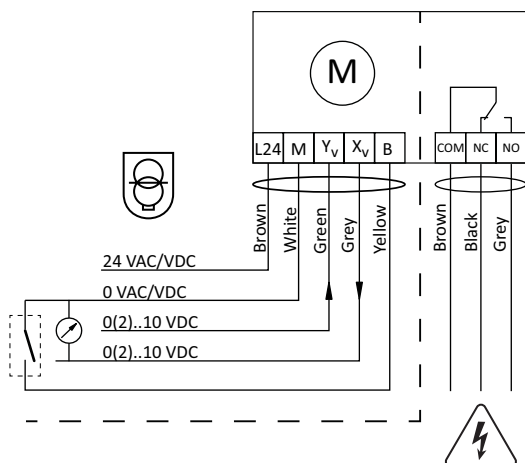 M
L24 M Yv Xv B COM NC NO
Brown White Green Grey Yellow Brown Black Grey
24 VAC/VDC
0 VAC/VDC
0(2)..10 VDC
0(2)..10 VDC